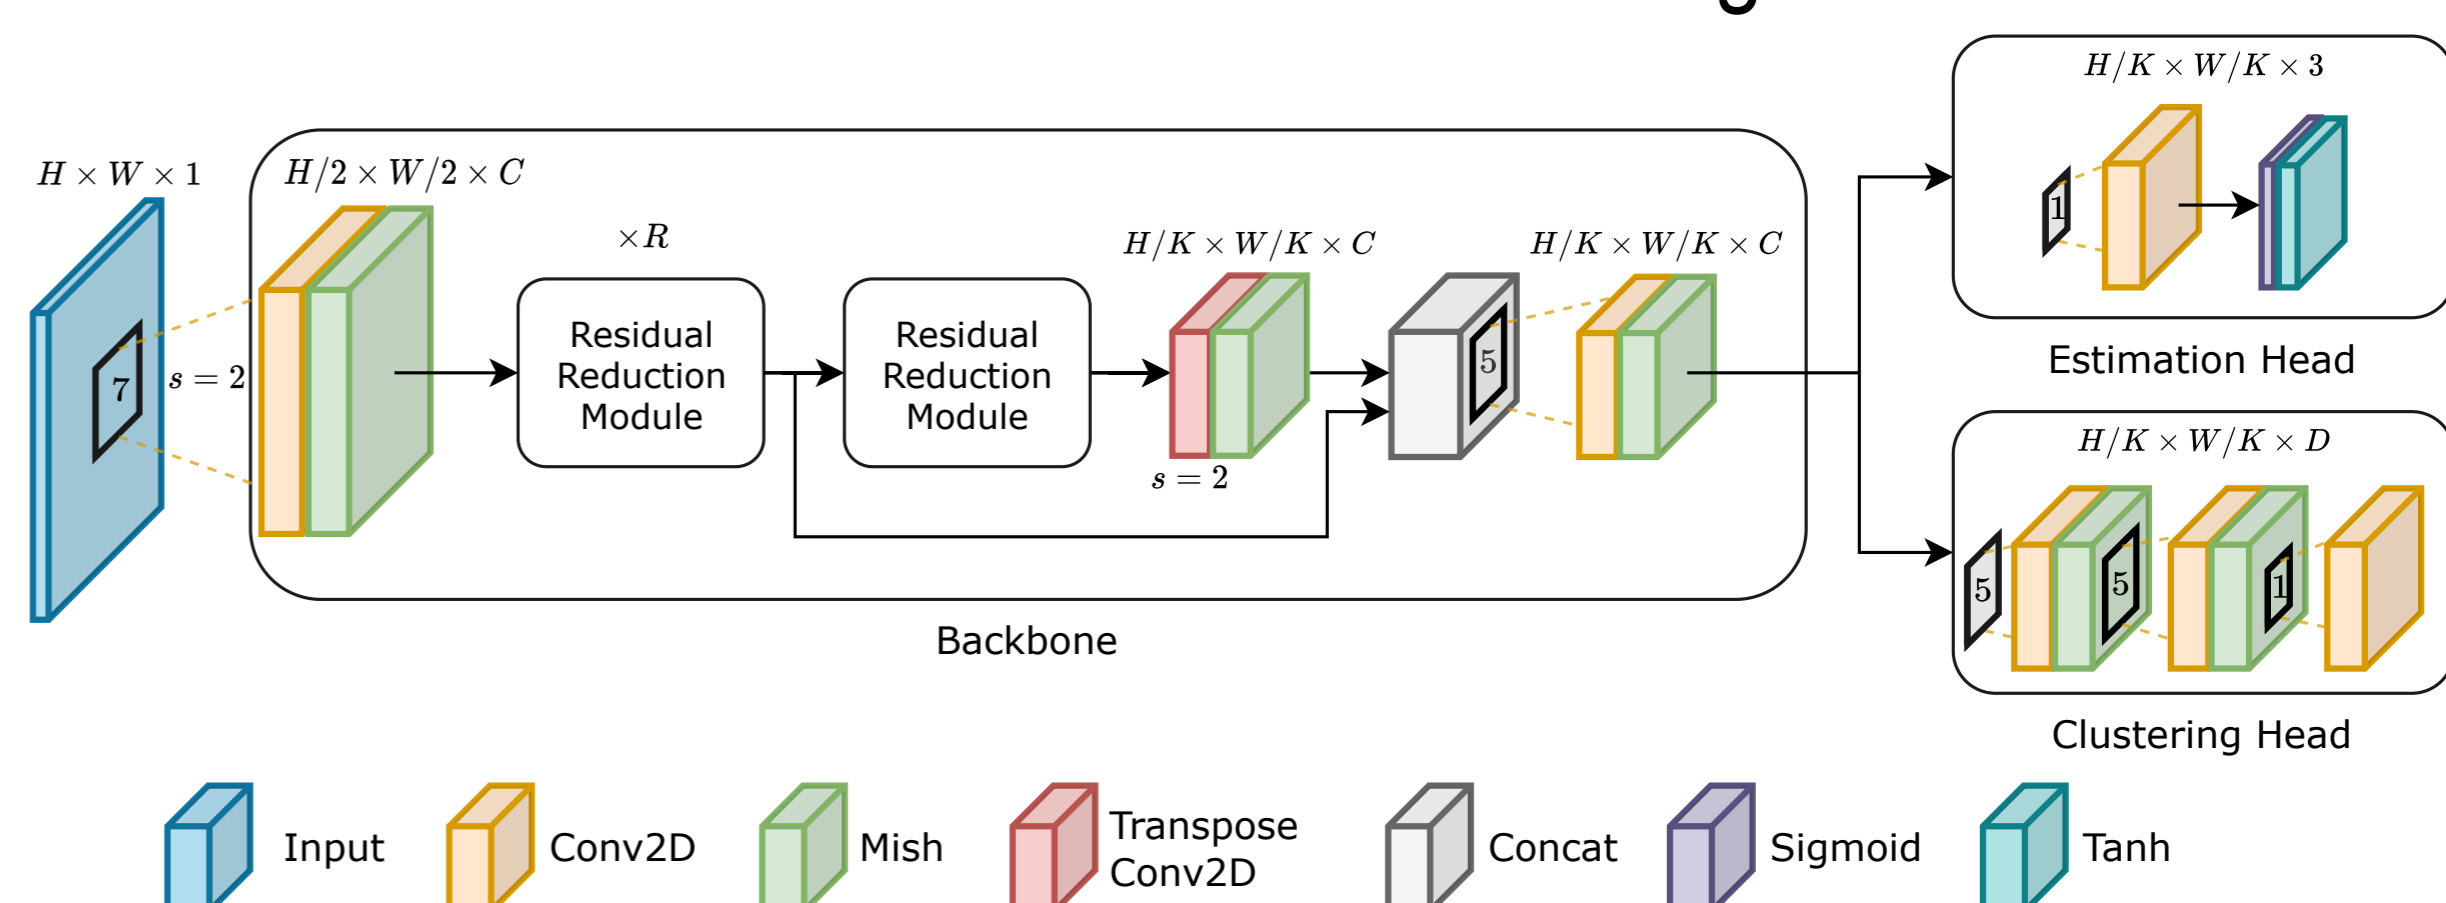 H × W × 1
7
s = 2
H/2 × W/2 × C
×R
Residual
Reduction
Module
Residual
Reduction
Module
H/K × W/K × C
s = 2
5
H/K × W/K × C
Backbone
H/K × W/K × 3
1
Estimation Head
H/K × W/K × D
5
5
1
Clustering Head
Input
Conv2D
Mish
Transpose
Conv2D
Concat
Sigmoid
Tanh